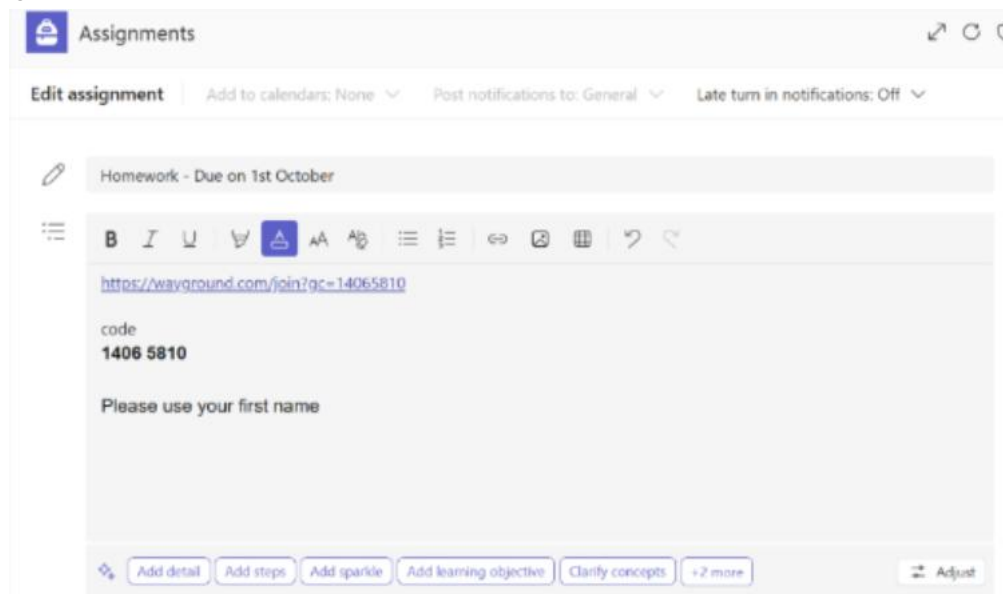 Assignments
Edit assignment Add to calendars: None Post notifications to: General Late turn in notifications: Off
Homework - Due on 1st October
B I U
https://wayground.com/join?gc=14065810
code
1406 5810
Please use your first name
Add detail Add steps Add sparkle Add learning objective Clarify concepts +2 more Adjust